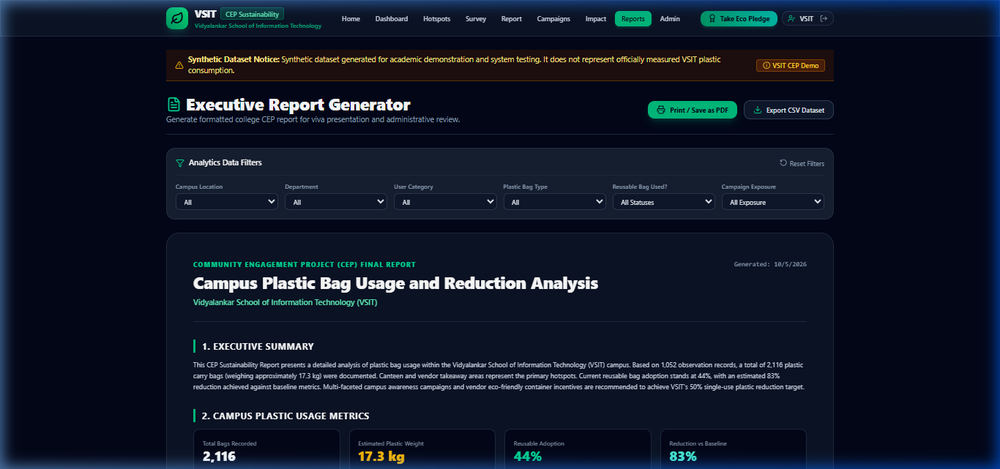 VSIT CEP Sustainability
Vidyalankar School of Information Technology
Home Dashboard Hotspots Survey Report Campaigns Impact Reports Admin
Take Eco Pledge
VSIT
Synthetic Dataset Notice: Synthetic dataset generated for academic demonstration and system testing. It does not represent officially measured VSIT plastic
consumption.
VSIT CEP Demo
Executive Report Generator
Generate formatted college CEP report for viva presentation and administrative review.
Print / Save as PDF
Export CSV Dataset
Analytics Data Filters
Reset Filters
Campus Location Department User Category Plastic Bag Type Reusable Bag Used? Campaign Exposure
All All All All All Statuses All Exposure
COMMUNITY ENGAGEMENT PROJECT (CEP) FINAL REPORT
Generated: 10/5/2026
Campus Plastic Bag Usage and Reduction Analysis
Vidyalankar School of Information Technology (VSIT)
1. EXECUTIVE SUMMARY
This CEP Sustainability Report presents a detailed analysis of plastic bag usage within the Vidyalankar School of Information Technology (VSIT) campus. Based on 1,052 observation records, a total of 2,116 plastic
carry bags (weighing approximately 17.3 kg) were documented. Canteen and vendor takeaway areas represent the primary hotspots. Current reusable bag adoption stands at 44%, with an estimated 83%
reduction achieved against baseline metrics. Multi-faceted campus awareness campaigns and vendor eco-friendly container incentives are recommended to achieve VSIT's 50% single-use plastic reduction target.
2. CAMPUS PLASTIC USAGE METRICS
Total Bags Recorded Estimated Plastic Weight Reusable Adoption Reduction vs Baseline
2,116 17.3 kg 44% 83%